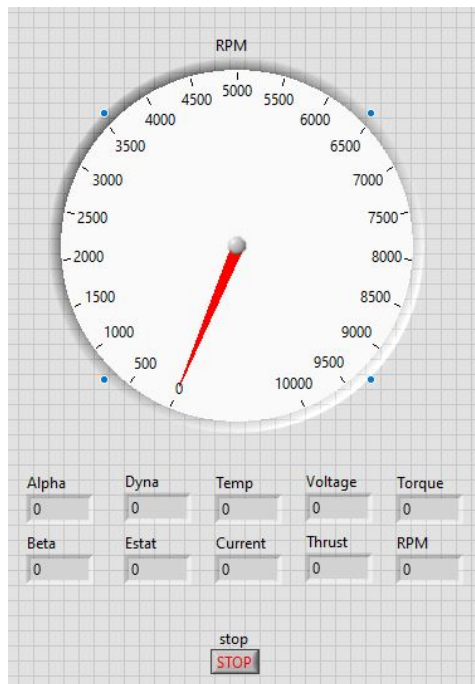 RPM
5000
4500 5500
4000 6000
3500 6500
3000 7000
2500 7500
2000 8000
1500 8500
1000 9000
500 9500
0 10000
Alpha Dyna Temp Voltage Torque
0 0 0 0 0
Beta Estat Current Thrust RPM
0 0 0 0 0
stop
STOP